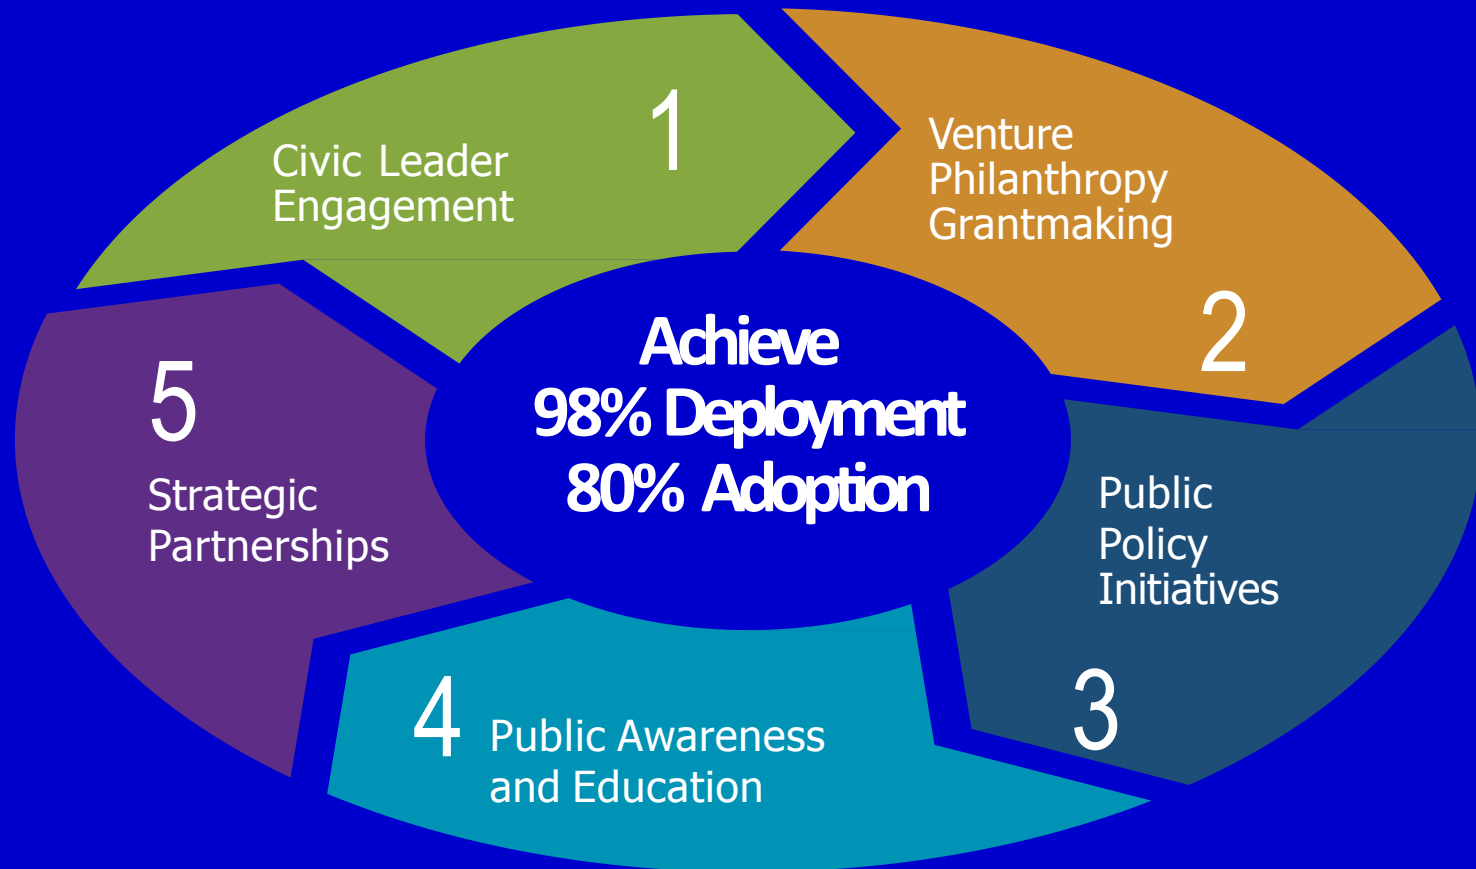 1
Civic Leader
Engagement
Venture
Philanthropy
Grantmaking
2
Public
Policy
Initiatives
3
4
Public Awareness
and Education
5
Strategic
Partnerships
Achieve
98% Deployment
80% Adoption